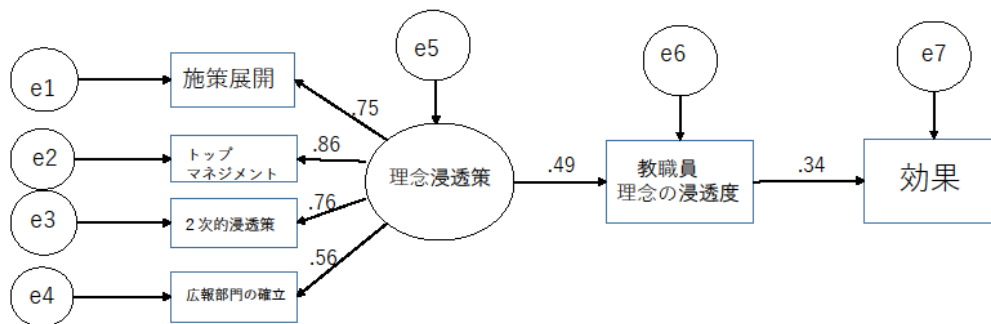 e1
施策展開
.75
e2
トップ
マネジメント
.86
e3
２次的浸透策
.76
e4
広報部門の確立
.56
e5
理念浸透策
.49
e6
教職員
理念の浸透度
.34
e7
効果